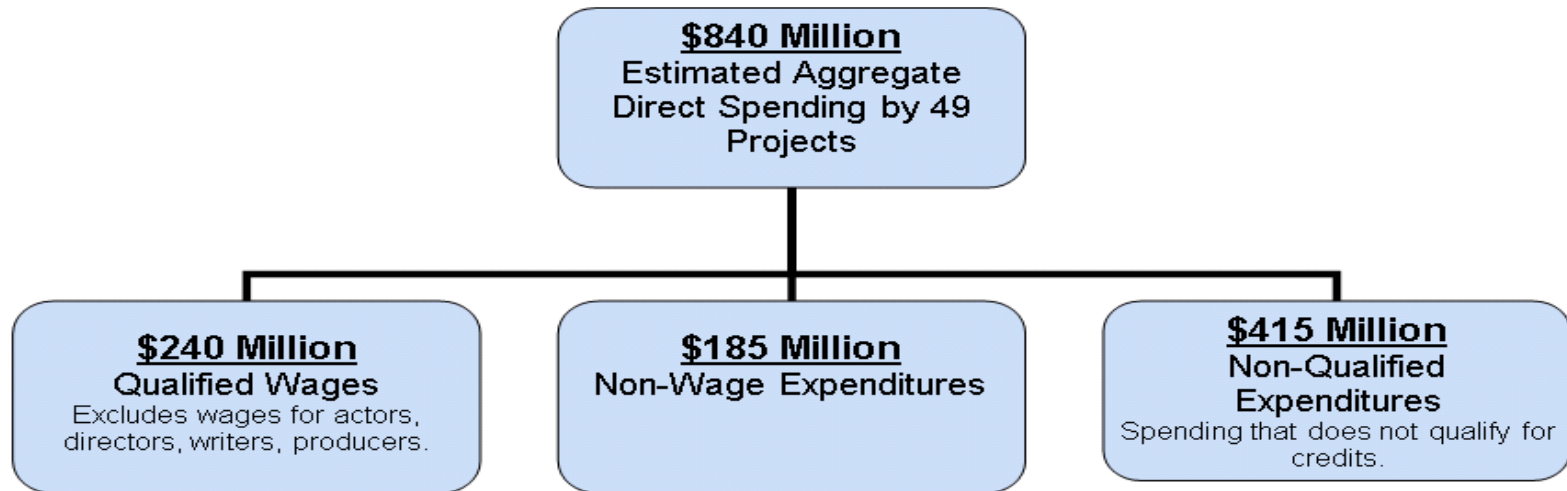 $840 Million
Estimated Aggregate
Direct Spending by 49
Projects
$240 Million
Qualified Wages
Excludes wages for actors,
directors, writers, producers.
$185 Million
Non-Wage Expenditures
$415 Million
Non-Qualified
Expenditures
Spending that does not qualify for
credits.